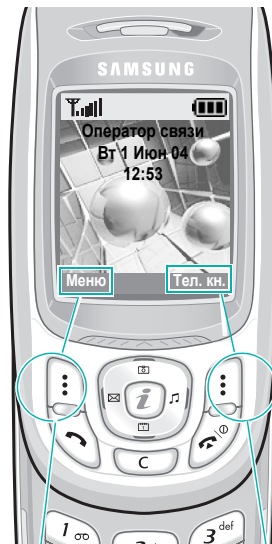 SAMSUNG
Оператор связи
Вт 1 Июн 04
12:53
Меню Тел. кн.
i
C
1
3 def